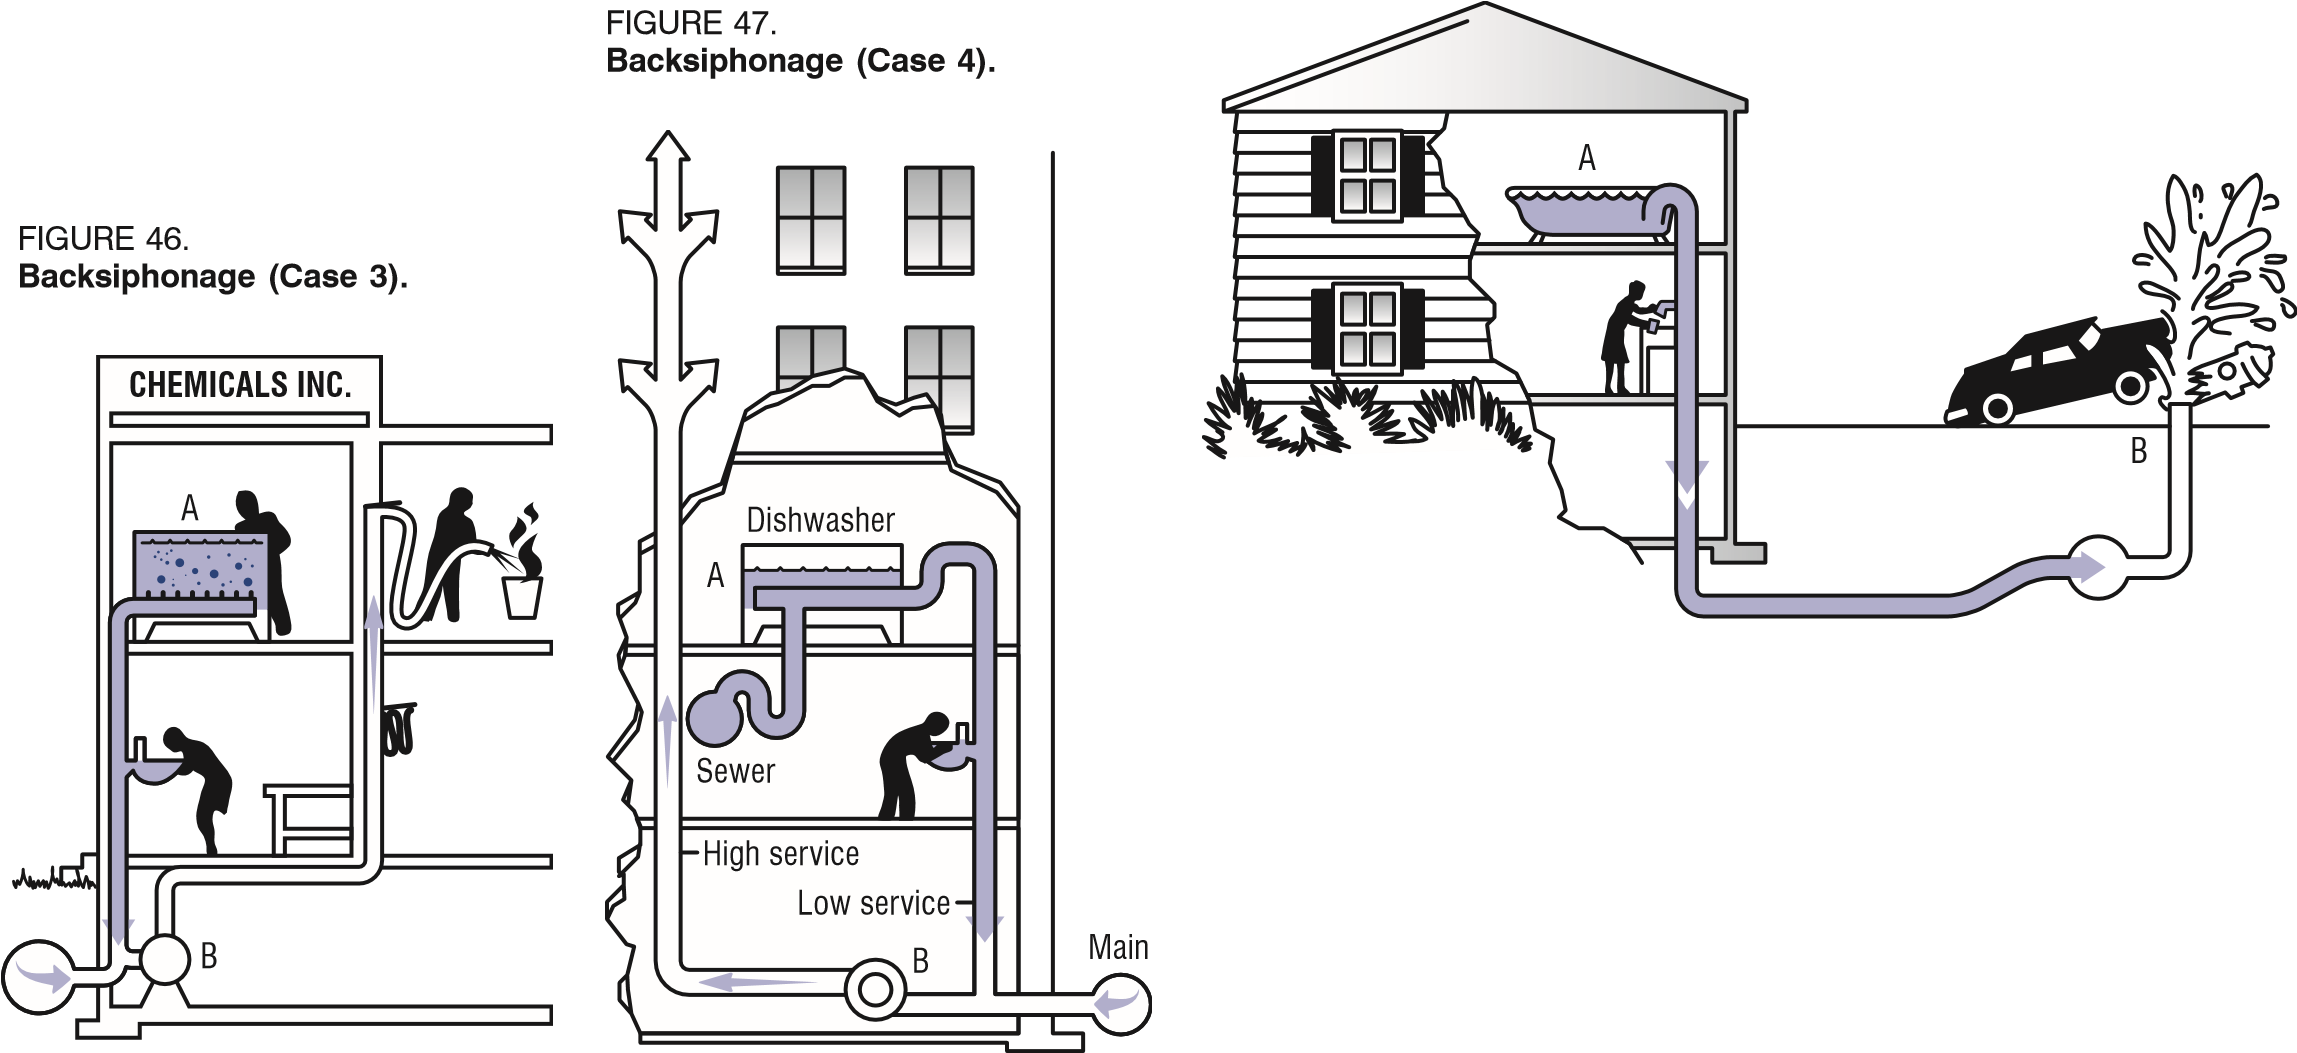 FIGURE 46.
Backsiphonage (Case 3).
CHEMICALS INC.
A
B
FIGURE 47.
Backsiphonage (Case 4).
Dishwasher
A
Sewer
High service
Low service
B
Main
A
B